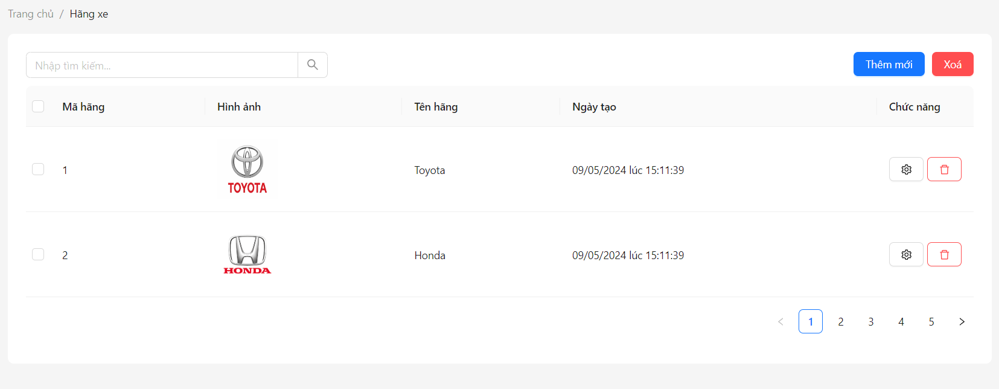 Trang chủ / Hãng xe
Nhập tìm kiếm...
Thêm mới Xoá
Mã hãng Hình ảnh Tên hãng Ngày tạo Chức năng
1 TOYOTA Toyota 09/05/2024 lúc 15:11:39
2 HONDA Honda 09/05/2024 lúc 15:11:39
< 1 2 3 4 5 >